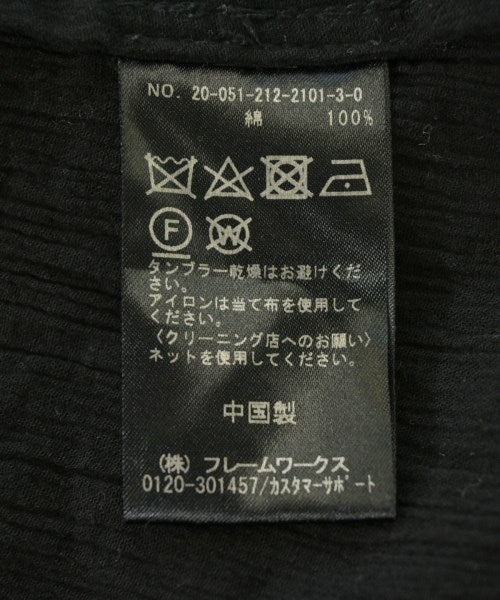 NO. 20-051-212-2101-3-0
綿 100%
F
W
タンブラー乾燥はお避けくだ
さい。
アイロンは当て布を使用して
ください。
〈クリーニング店へのお願い〉
ネットを使用してください。
中国製
(株) フレームワークス
0120-301457/カスタマーサポート